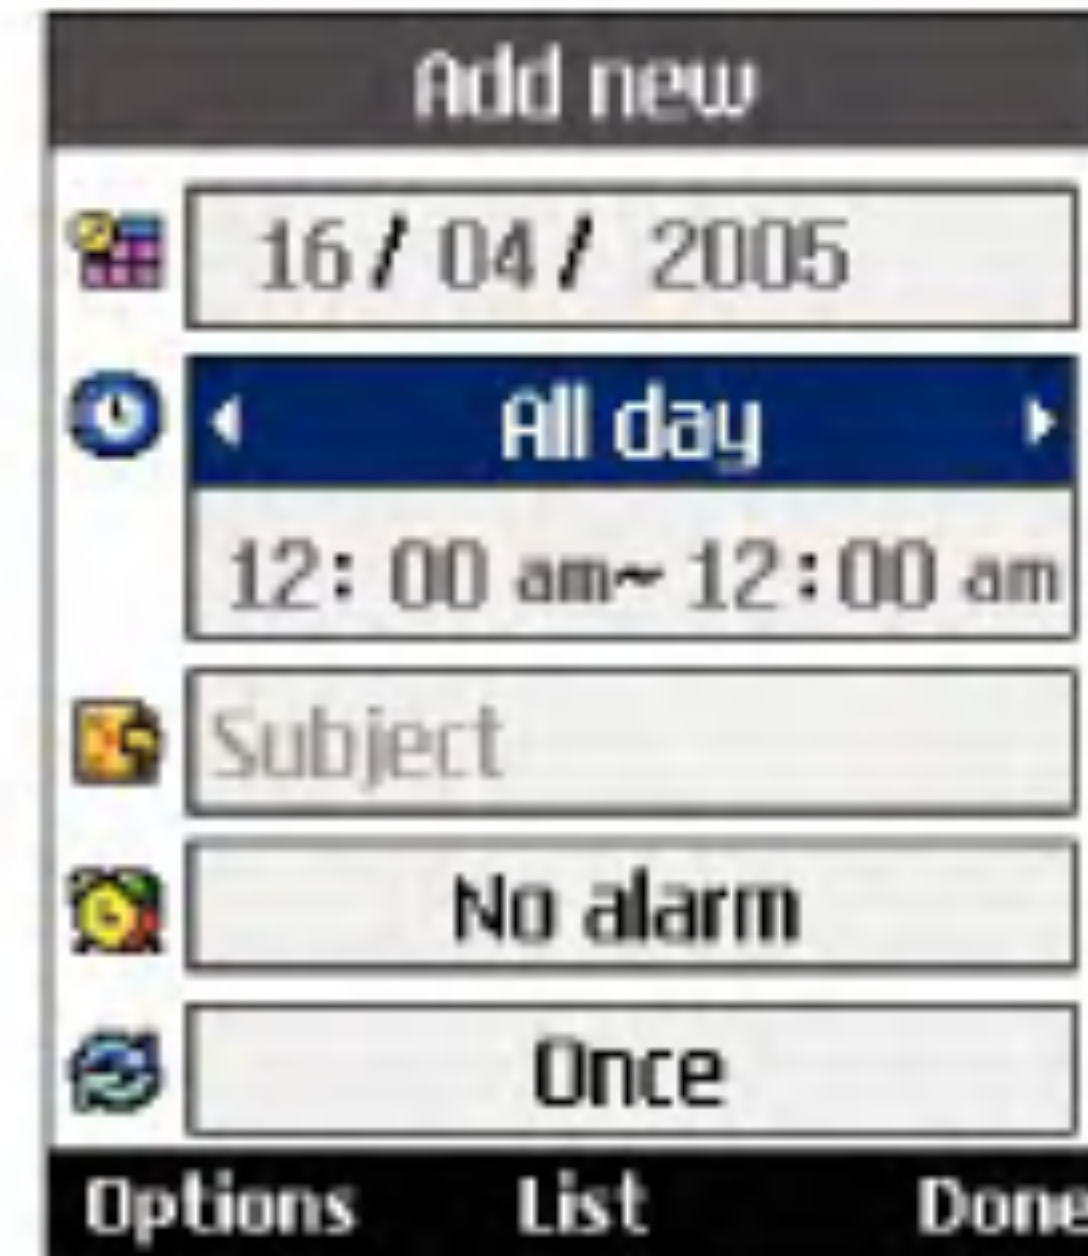 Add new
16 / 04 / 2005
All day
12: 00 am~ 12:00 am
Subject
No alarm
Once
Options List Done